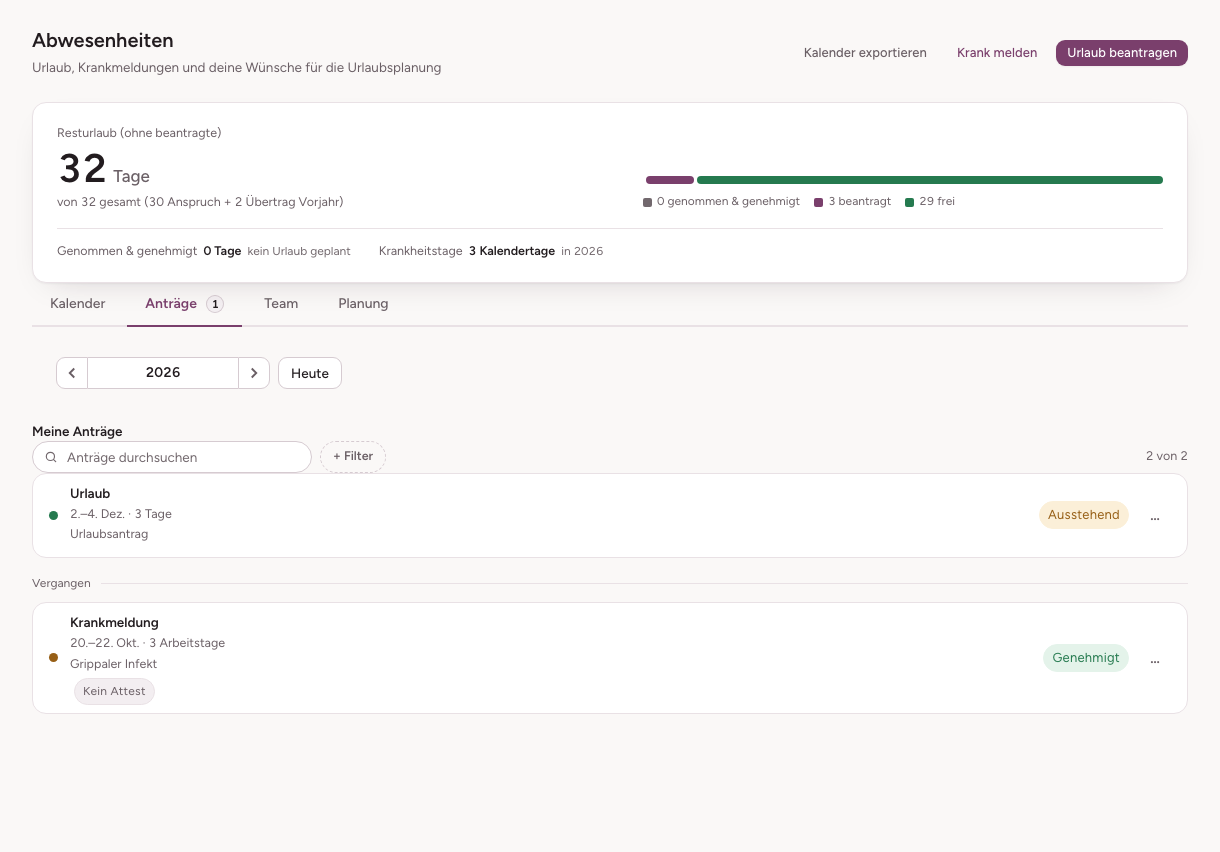 Abwesenheiten
Urlaub, Krankmeldungen und deine Wünsche für die Urlaubsplanung
Kalender exportieren
Krank melden
Urlaub beantragen
Resturlaub (ohne beantragte)
32 Tage
von 32 gesamt (30 Anspruch + 2 Übertrag Vorjahr)
0 genommen & genehmigt
3 beantragt
29 frei
Genommen & genehmigt 0 Tage kein Urlaub geplant
Krankheitstage 3 Kalendertage in 2026
Kalender
Anträge 1
Team
Planung
2026
Heute
Meine Anträge
Anträge durchsuchen
+ Filter
2 von 2
Urlaub
2.–4. Dez. · 3 Tage
Urlaubsantrag
Ausstehend
...
Vergangen
Krankmeldung
20.–22. Okt. · 3 Arbeitstage
Grippaler Infekt
Kein Attest
Genehmigt
...